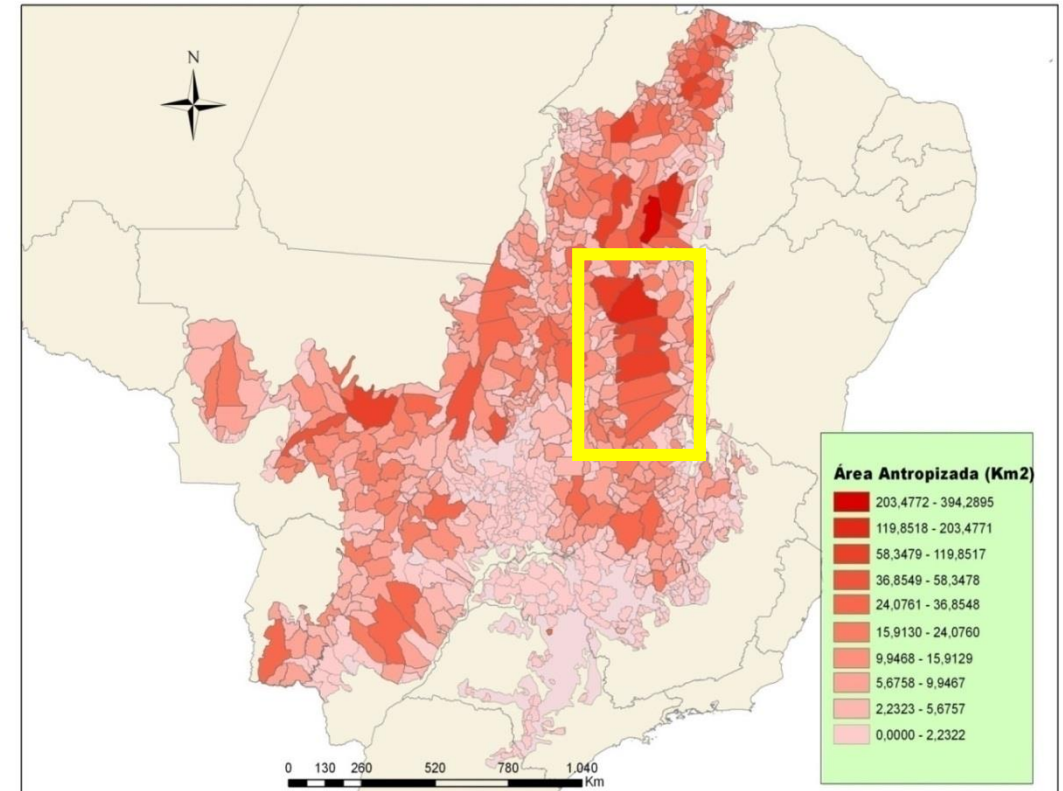 N
Área Antropizada (Km2)
203,4772 - 394,2895
119,8518 - 203,4771
58,3479 - 119,8517
36,8549 - 58,3478
24,0761 - 36,8548
15,9130 - 24,0760
9,9468 - 15,9129
5,6758 - 9,9467
2,2323 - 5,6757
0,0000 - 2,2322
0 130 260 520 780 1.040
Km